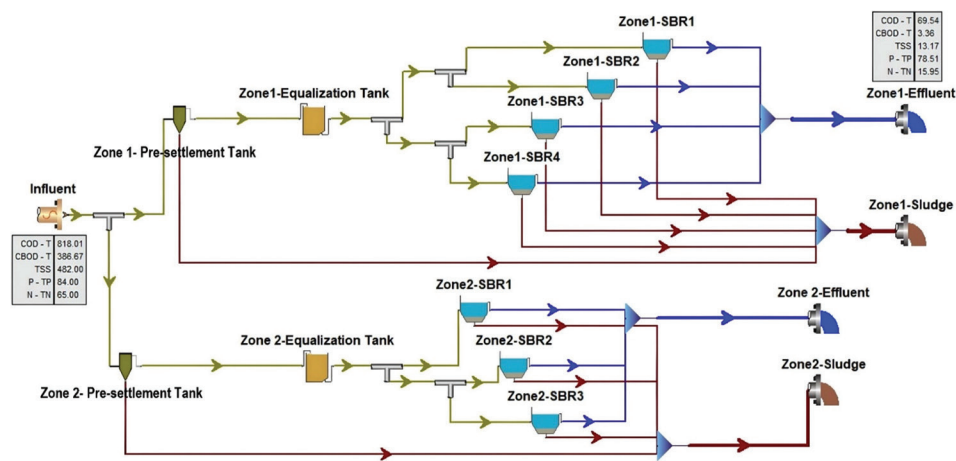 COD - T 69.54
CBOD - T 3.36
TSS 13.17
P - TP 78.51
N - TN 15.95
Zone1-SBR1
Zone1-SBR2
Zone1-Equalization Tank
Zone1-SBR3
Zone1-Effluent
Zone 1- Pre-settlement Tank
Zone1-SBR4
Influent
Zone1-Sludge
COD - T 818.01
CBOD - T 386.67
TSS 482.00
P - TP 84.00
N - TN 65.00
Zone2-SBR1
Zone 2-Effluent
Zone 2-Equalization Tank
Zone2-SBR2
Zone2-Sludge
Zone 2- Pre-settlement Tank
Zone2-SBR3